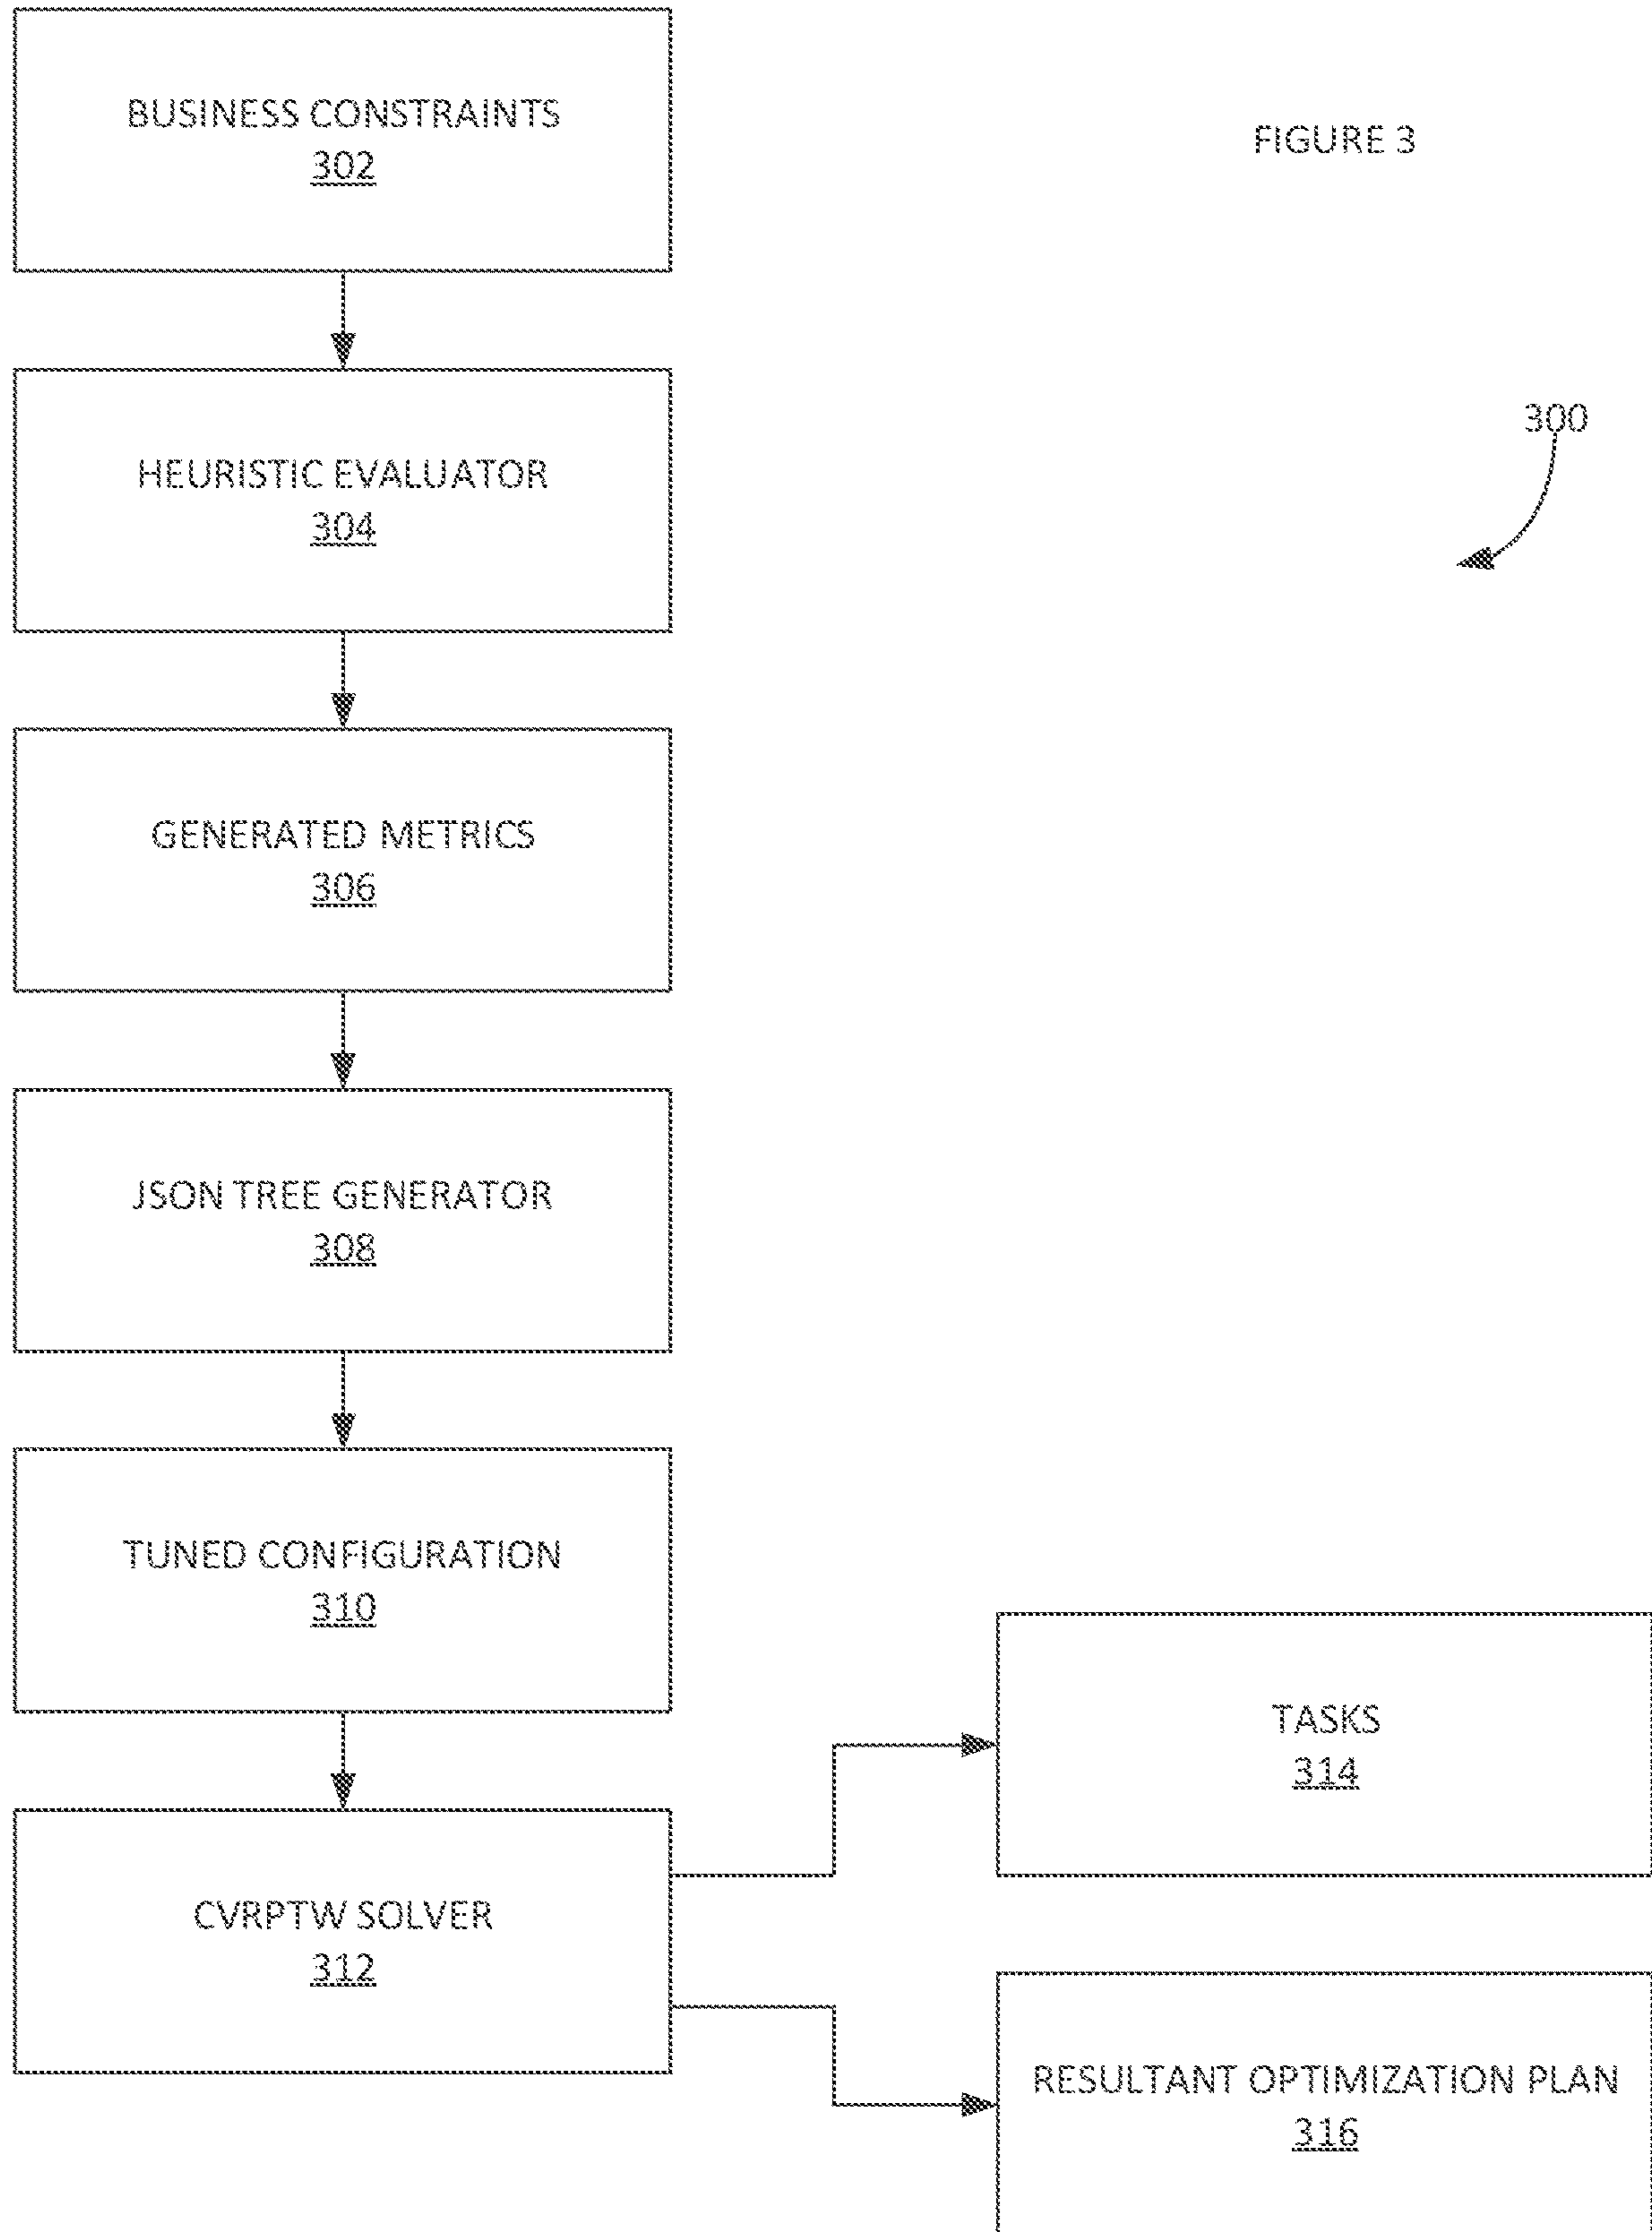 BUSINESS CONSTRAINTS
302
FIGURE 3
HEURISTIC EVALUATOR
304
300
GENERATED METRICS
306
JSON TREE GENERATOR
308
TUNED CONFIGURATION
310
TASKS
314
CVRPTW SOLVER
312
RESULTANT OPTIMIZATION PLAN
316